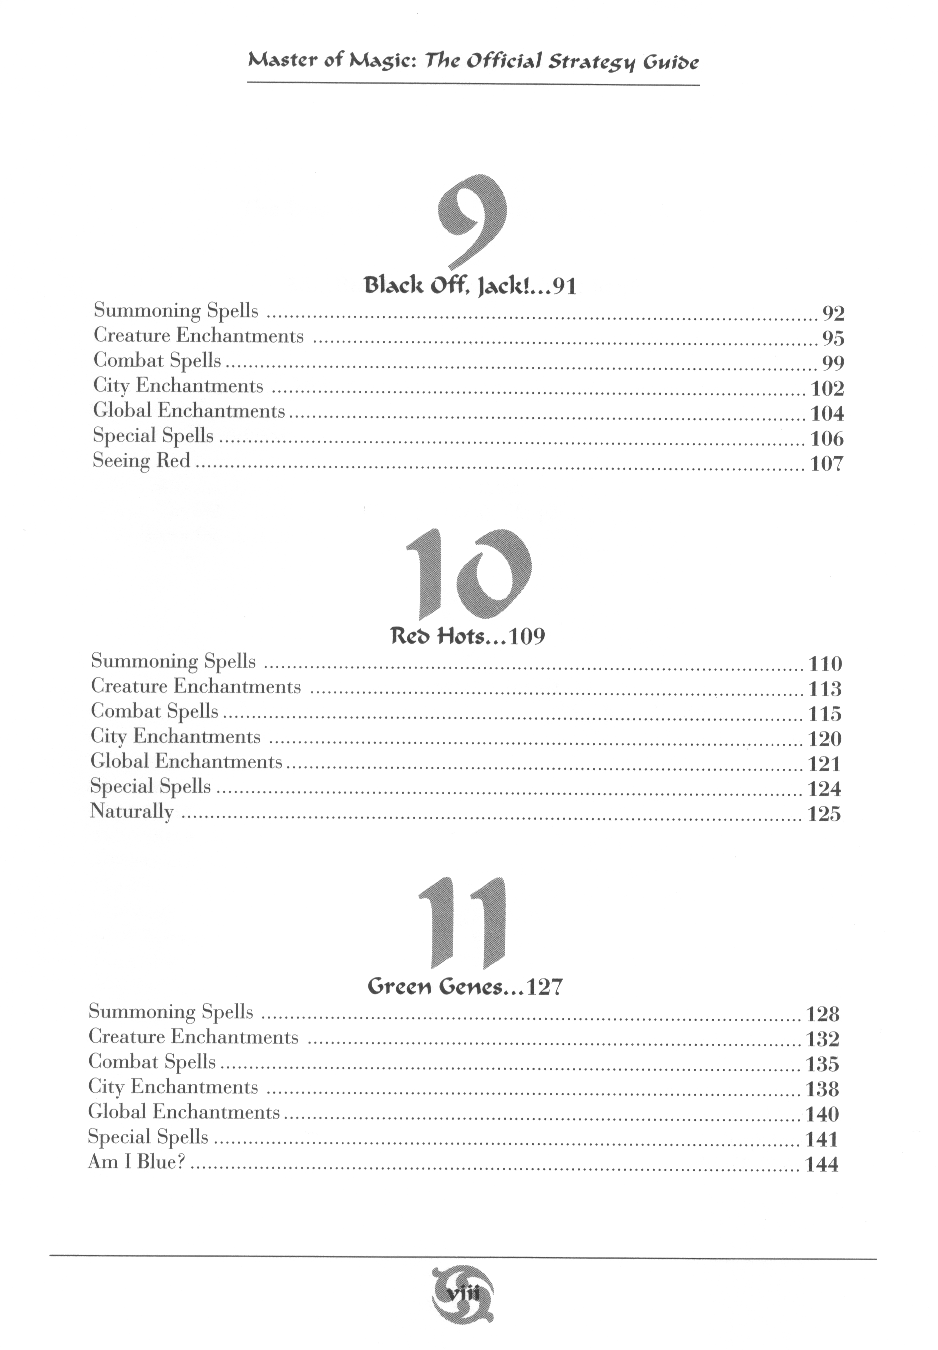 Master of Magic: The Official Strategy Guide
9
Black Off, Jack!...91
Summoning Spells ........ 92
Creature Enchantments ........ 95
Combat Spells ........ 99
City Enchantments ........ 102
Global Enchantments ........ 104
Special Spells ........ 106
Seeing Red ........ 107
10
Red Hots...109
Summoning Spells ........ 110
Creature Enchantments ........ 113
Combat Spells ........ 115
City Enchantments ........ 120
Global Enchantments ........ 121
Special Spells ........ 124
Naturally ........ 125
11
Green Genes...127
Summoning Spells ........ 128
Creature Enchantments ........ 132
Combat Spells ........ 135
City Enchantments ........ 138
Global Enchantments ........ 140
Special Spells ........ 141
Am I Blue? ........ 144
viii